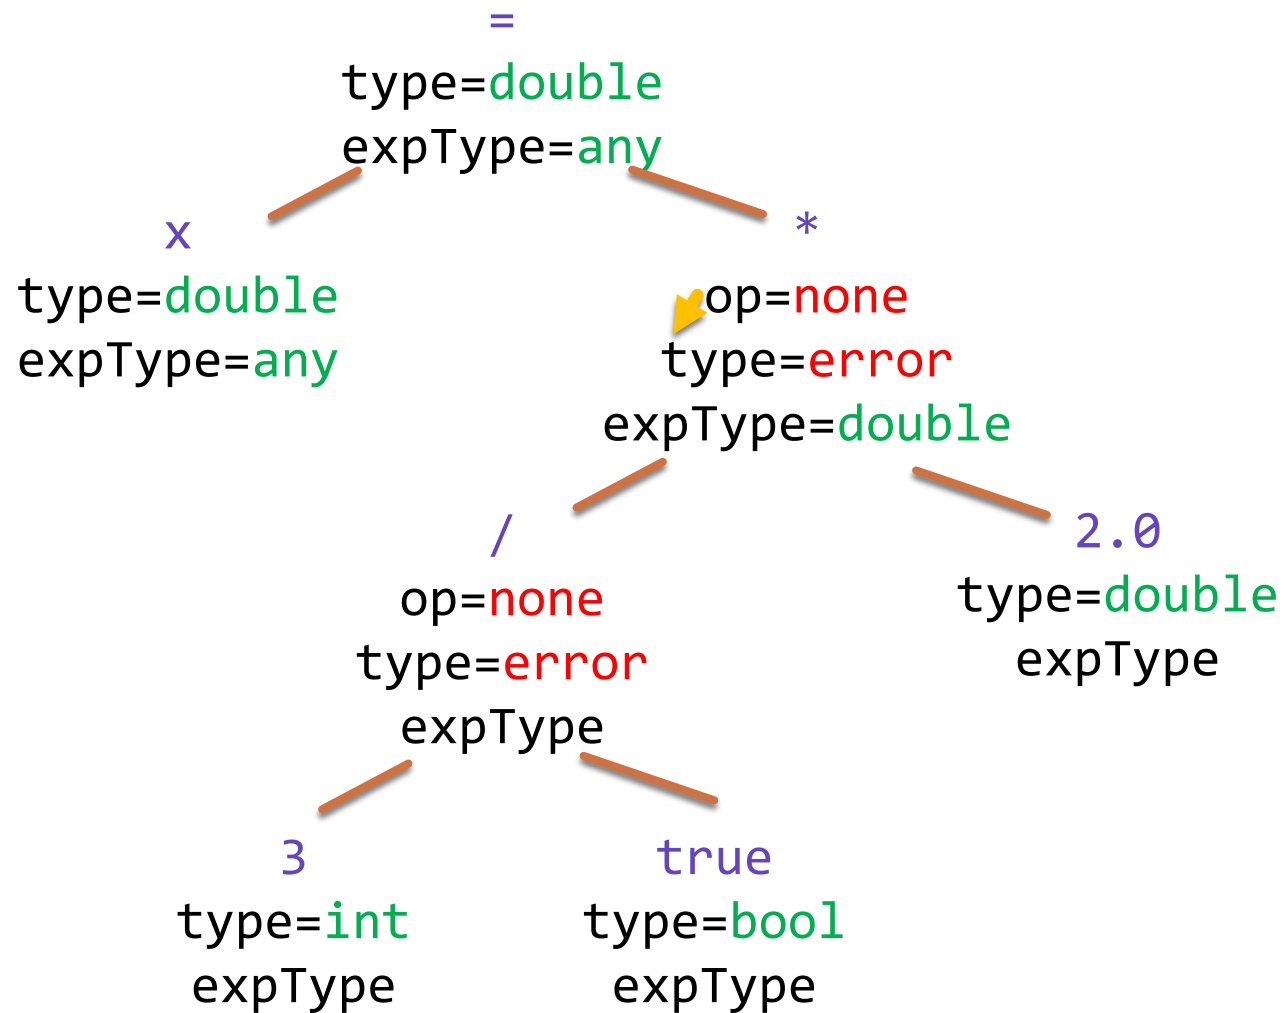 =
type=double
expType=any
x
type=double
expType=any
*
op=none
type=error
expType=double
/
op=none
type=error
expType
2.0
type=double
expType
3
type=int
expType
true
type=bool
expType